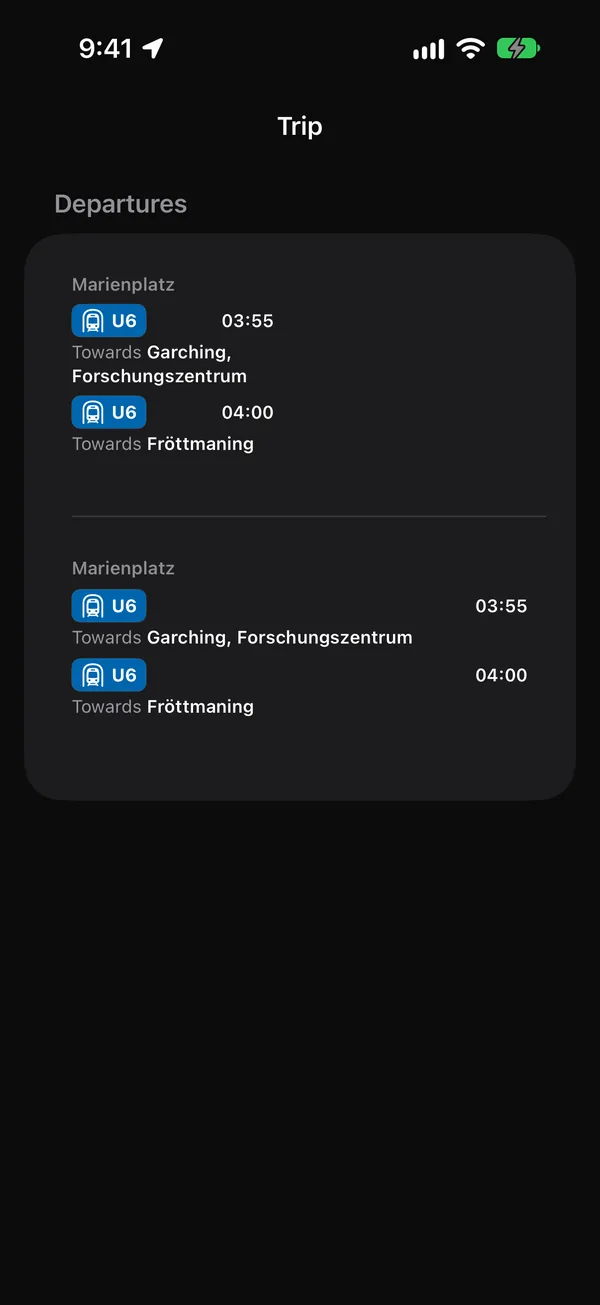 9:41
Trip
Departures
Marienplatz
U6 03:55
Towards Garching,
Forschungszentrum
U6 04:00
Towards Fröttmaning
Marienplatz
U6 03:55
Towards Garching, Forschungszentrum
U6 04:00
Towards Fröttmaning